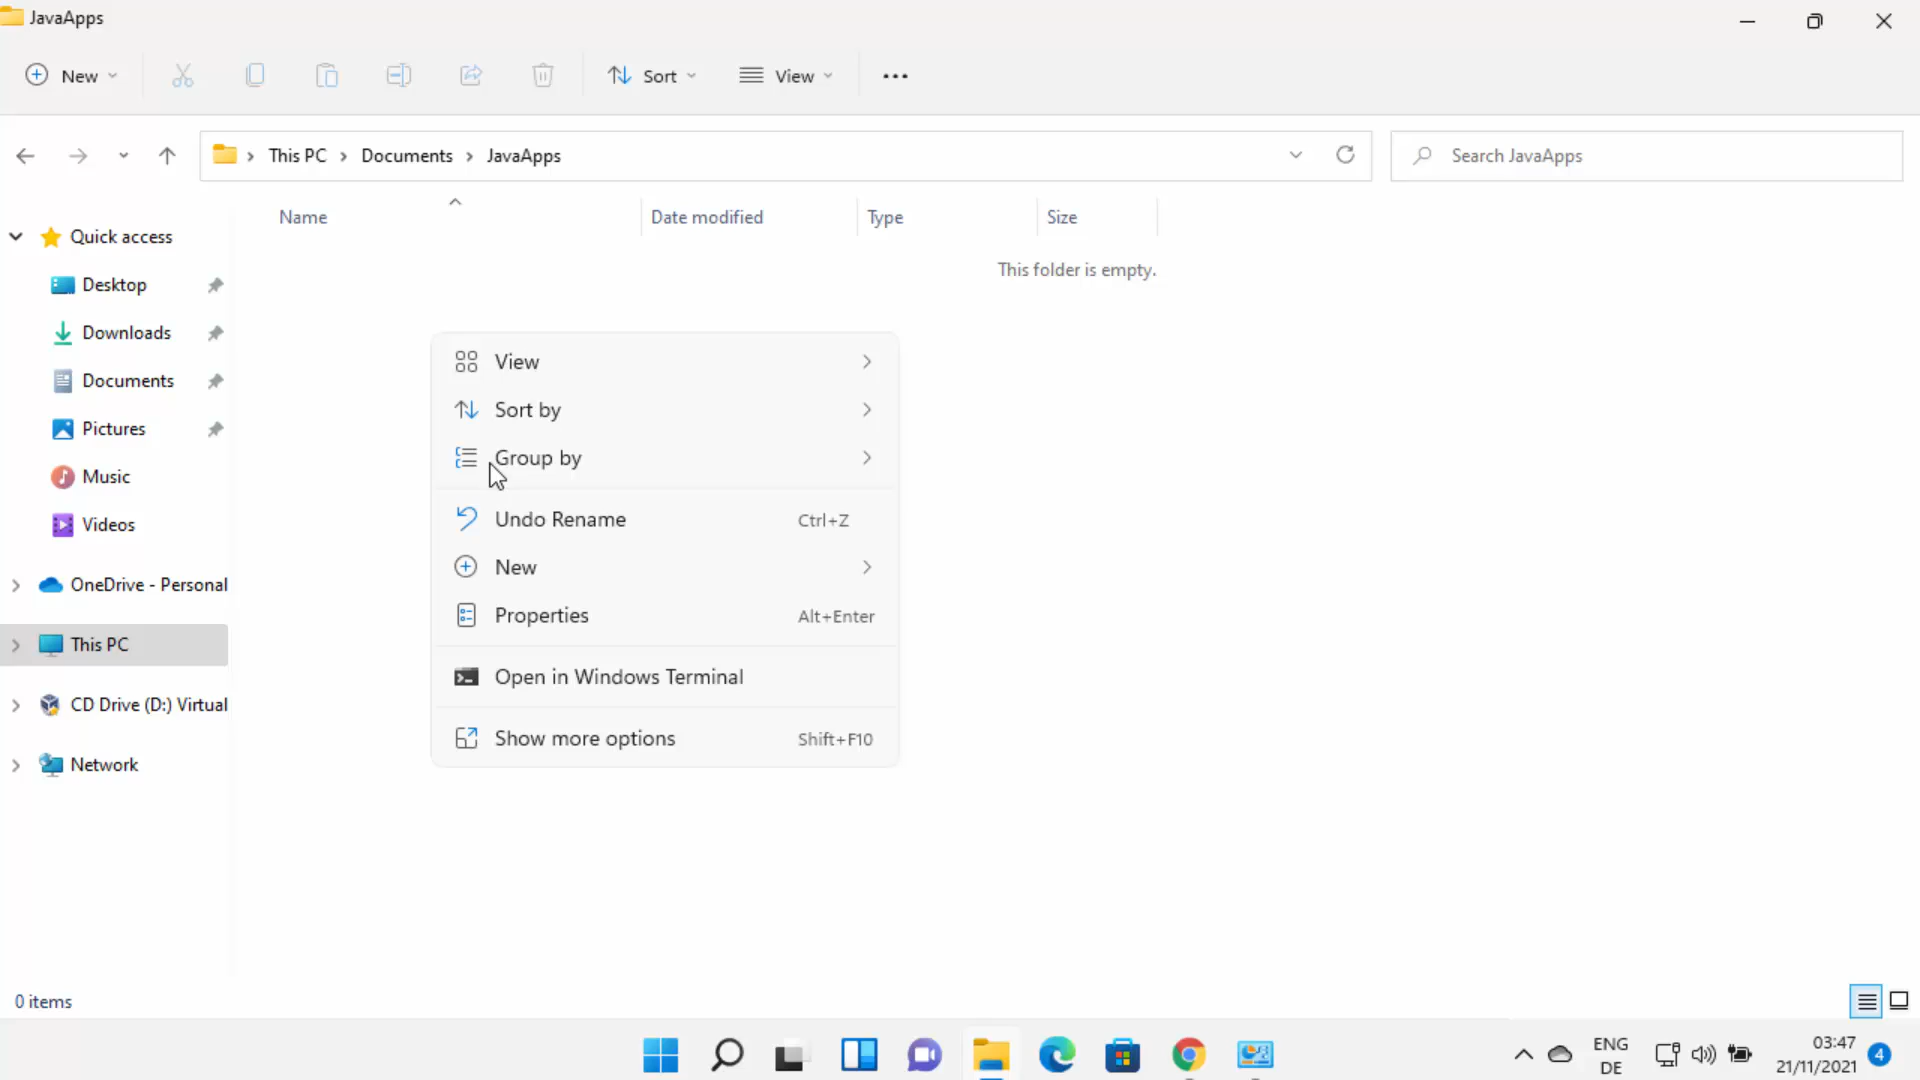 JavaApps
New
Sort
View
This PC
Documents
JavaApps
Search JavaApps
Name
Date modified
Type
Size
This folder is empty.
Quick access
Desktop
Downloads
Documents
Pictures
Music
Videos
OneDrive - Personal
This PC
CD Drive (D:) Virtual
Network
View
Sort by
Group by
Undo Rename Ctrl+Z
New
Properties Alt+Enter
Open in Windows Terminal
Show more options Shift+F10
0 items
ENG
DE
03:47
21/11/2021
4